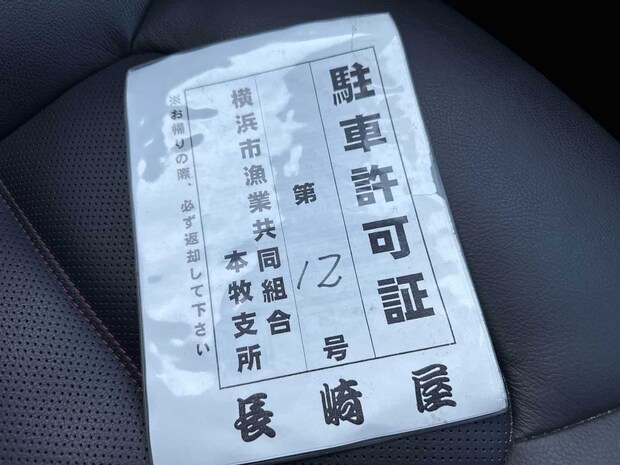 駐車許可証
第 12 号
横浜市漁業共同組合
本牧支所
※お帰りの際、必ず返却して下さい
長崎屋